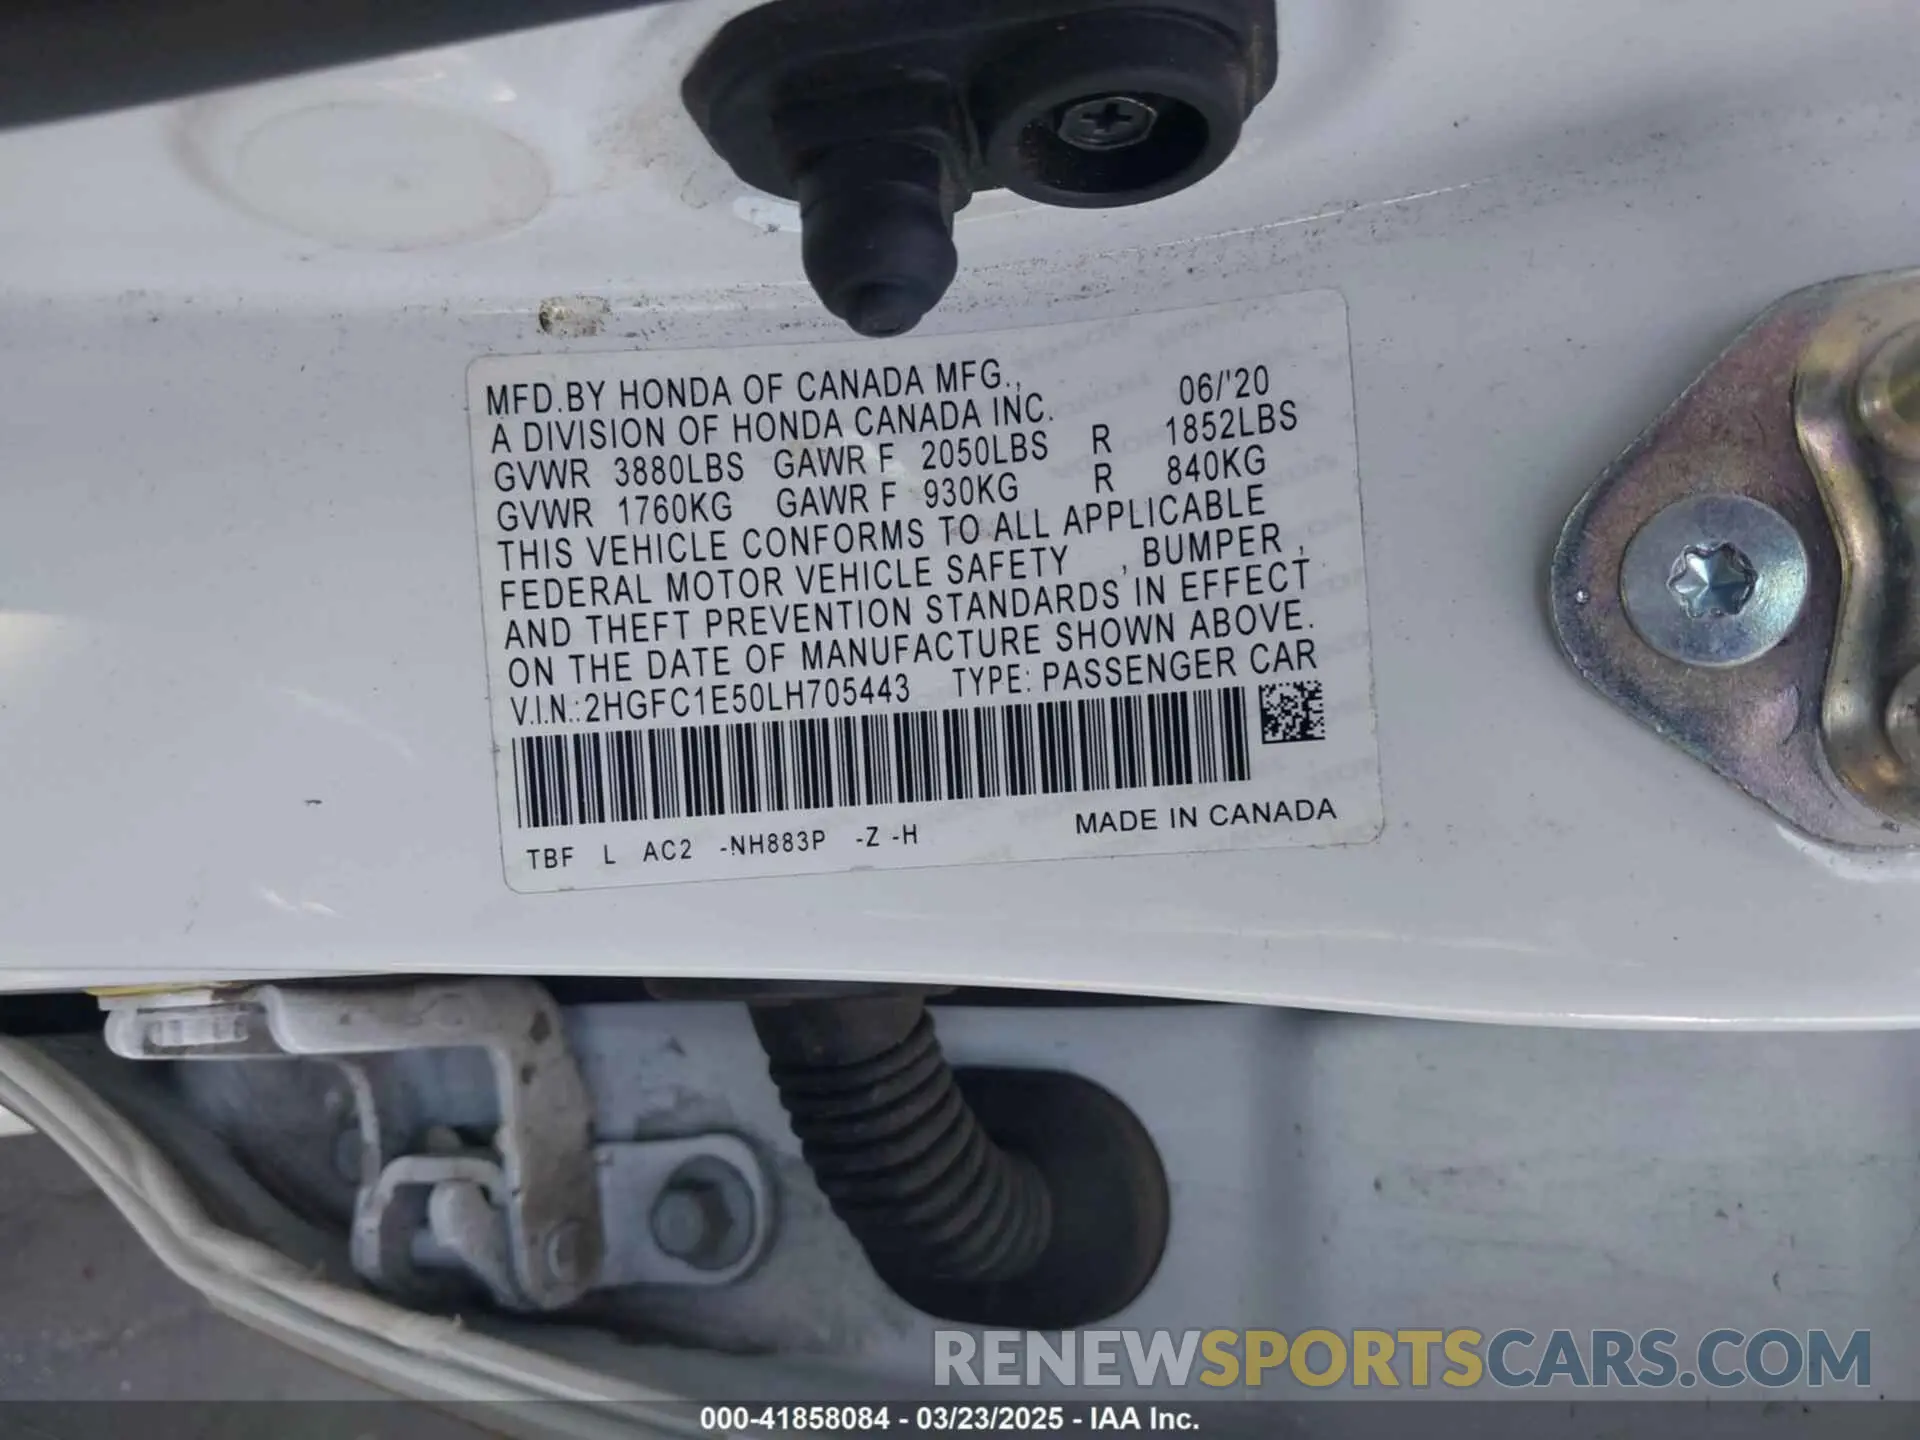 MFD.BY HONDA OF CANADA MFG., 06/'20
A DIVISION OF HONDA CANADA INC.
GVWR 3880LBS GAWR F 2050LBS R 1852LBS
GVWR 1760KG GAWR F 930KG R 840KG
THIS VEHICLE CONFORMS TO ALL APPLICABLE
FEDERAL MOTOR VEHICLE SAFETY , BUMPER ,
AND THEFT PREVENTION STANDARDS IN EFFECT
ON THE DATE OF MANUFACTURE SHOWN ABOVE.
V.I.N.:2HGFC1E50LH705443 TYPE: PASSENGER CAR
TBF L AC2 -NH883P -Z -H MADE IN CANADA
RENEWSPORTSCARS.COM
000-41858084 - 03/23/2025 - IAA Inc.